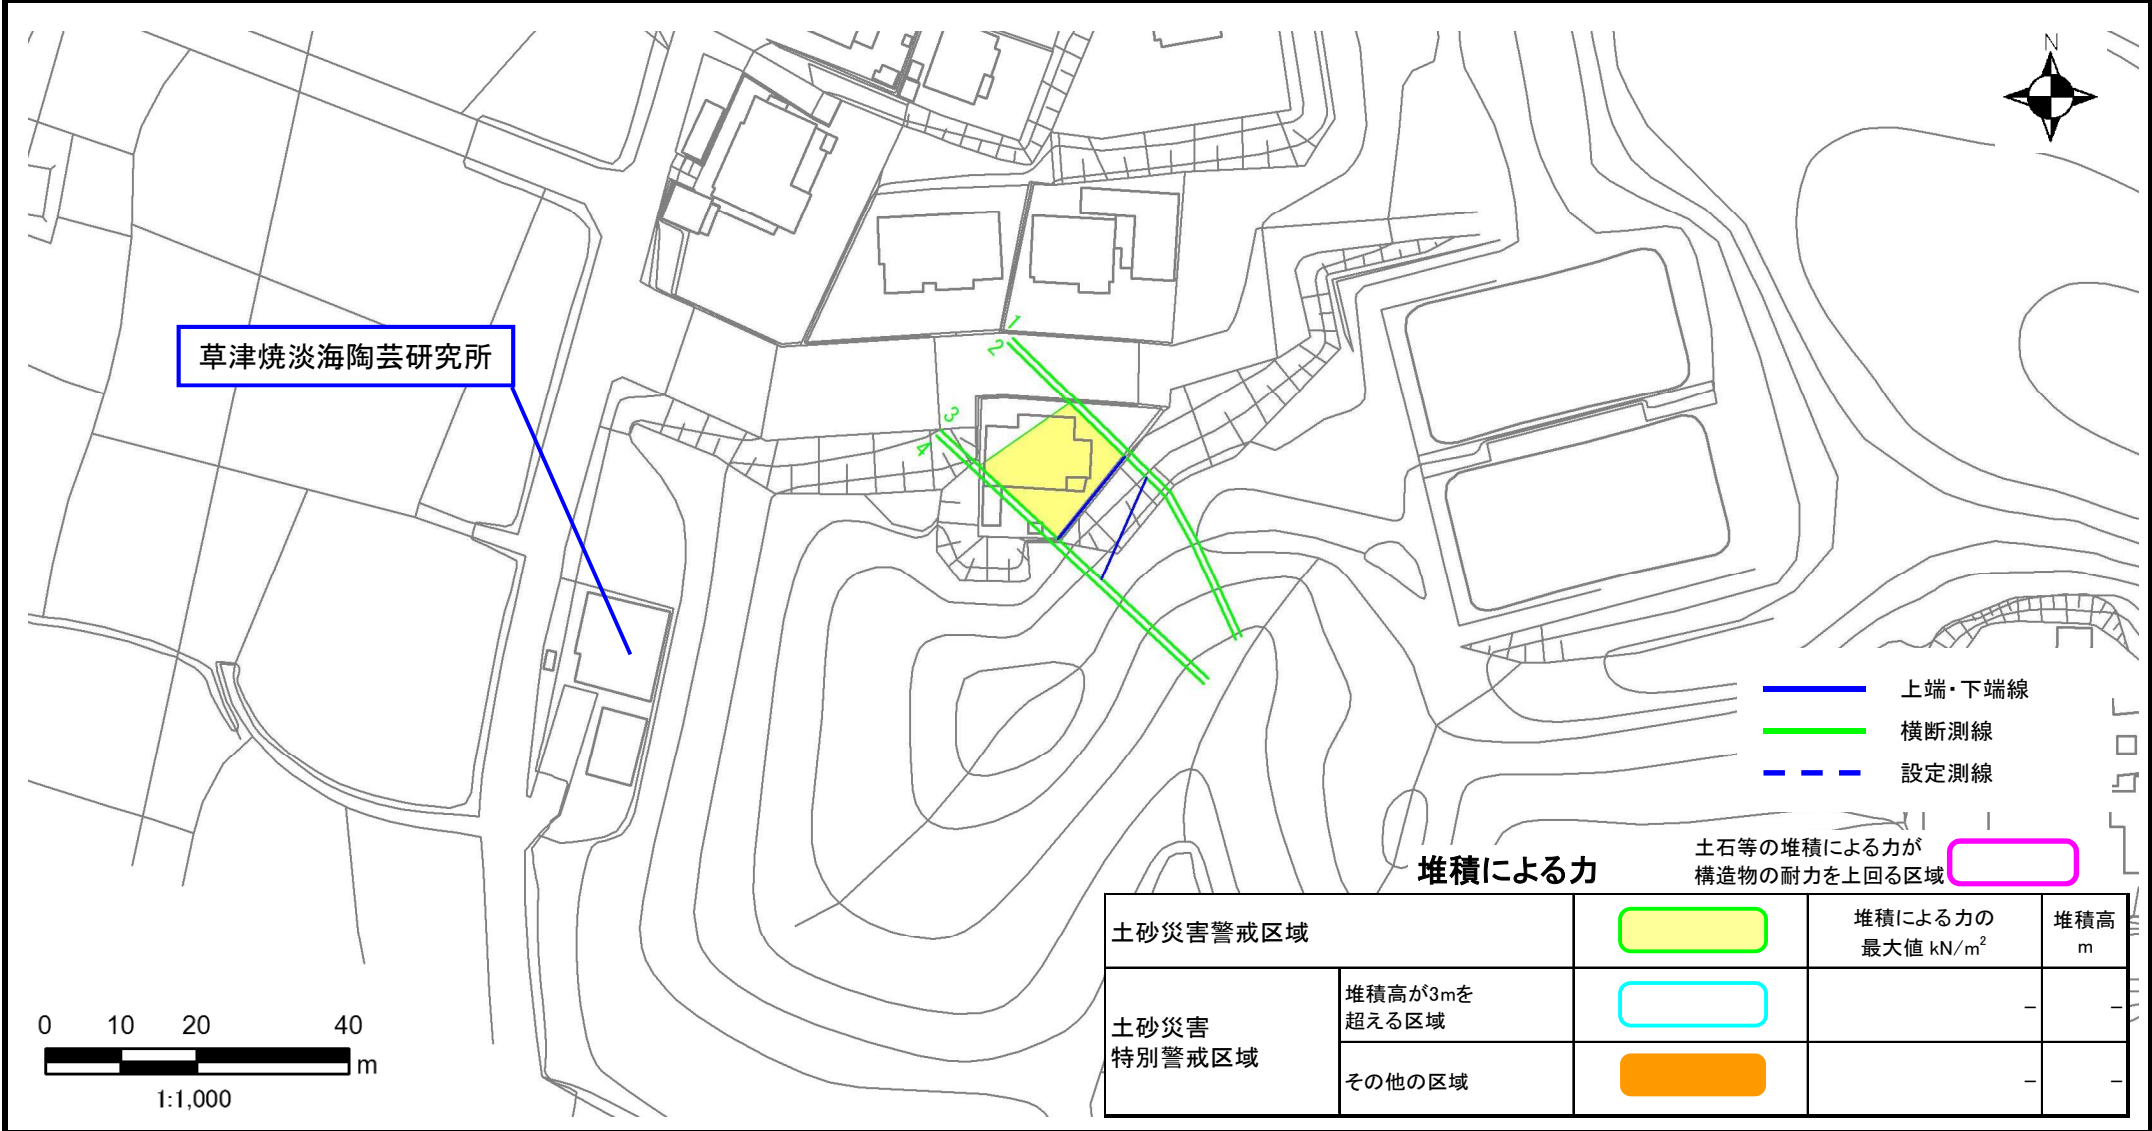 N
草津焼淡海陶芸研究所
1
2
3
4
上端・下端線
横断測線
設定測線
堆積による力
土石等の堆積による力が
構造物の耐力を上回る区域
土砂災害警戒区域
堆積による力の
最大値 kN/m²
堆積高
m
土砂災害
特別警戒区域
堆積高が3mを
超える区域
－
－
その他の区域
－
－
0 10 20 40
m
1:1,000